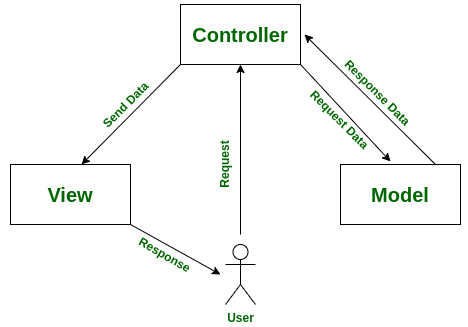 Controller
Send Data
Response Data
Request Data
Request
View
Model
Response
User